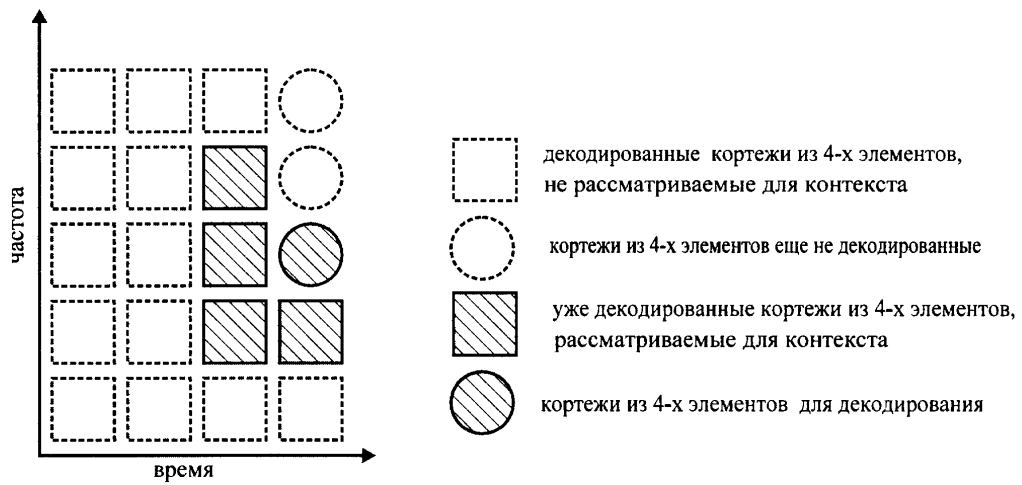 частота
время
декодированные кортежи из 4-х элементов,
не рассматриваемые для контекста
кортежи из 4-х элементов еще не декодированные
уже декодированные кортежи из 4-х элементов,
рассматриваемые для контекста
кортежи из 4-х элементов для декодирования